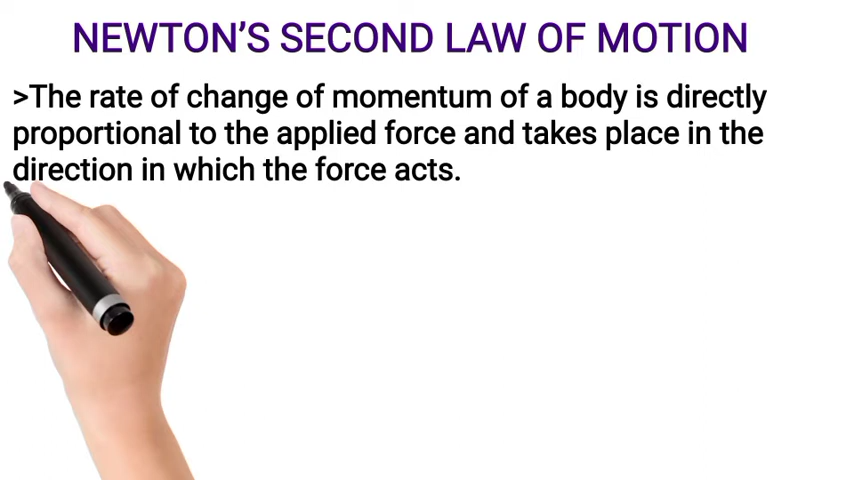 NEWTON’S SECOND LAW OF MOTION
>The rate of change of momentum of a body is directly
proportional to the applied force and takes place in the
direction in which the force acts.